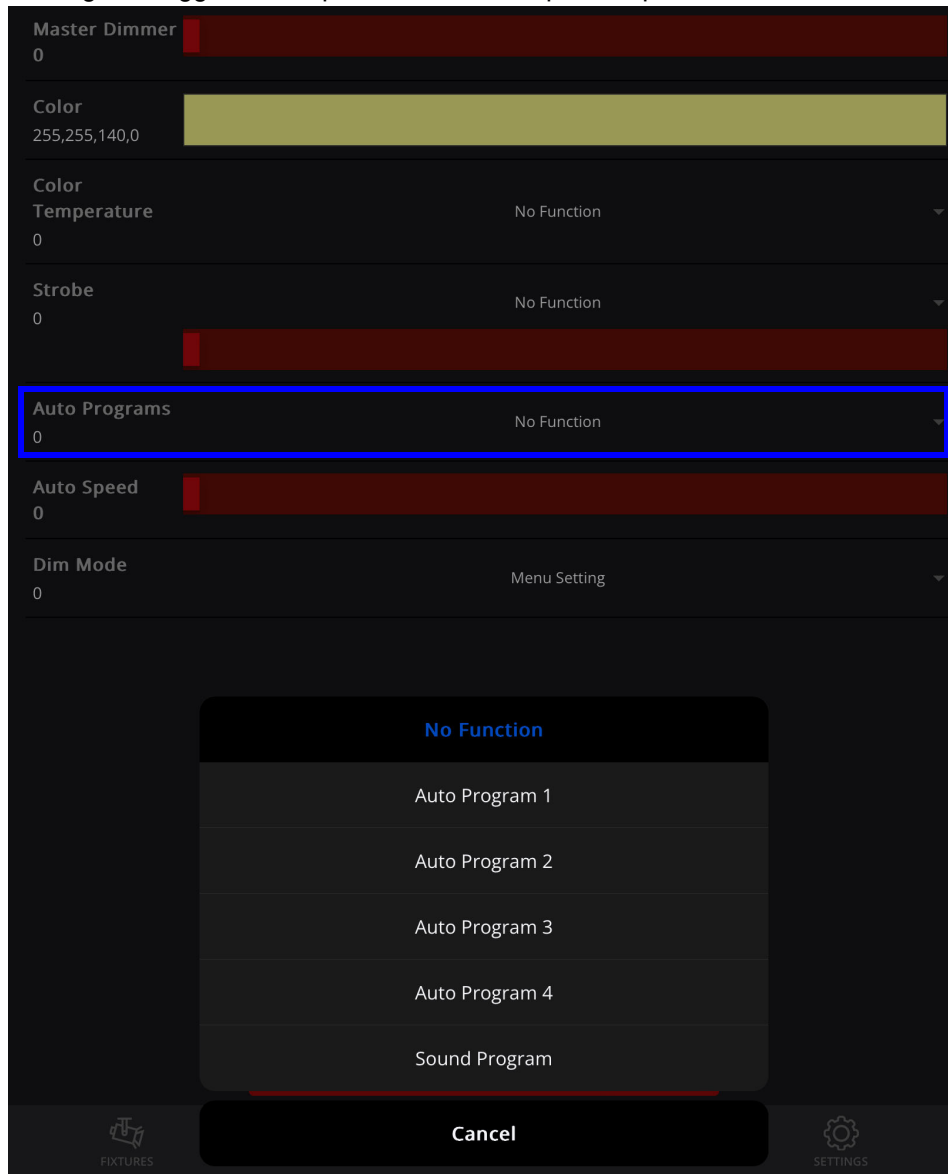 Master Dimmer
0
Color
255,255,140,0
Color
Temperature
0
No Function
Strobe
0
No Function
Auto Programs
0
No Function
Auto Speed
0
Dim Mode
0
Menu Setting
No Function
Auto Program 1
Auto Program 2
Auto Program 3
Auto Program 4
Sound Program
Cancel
FIXTURES
SETTINGS